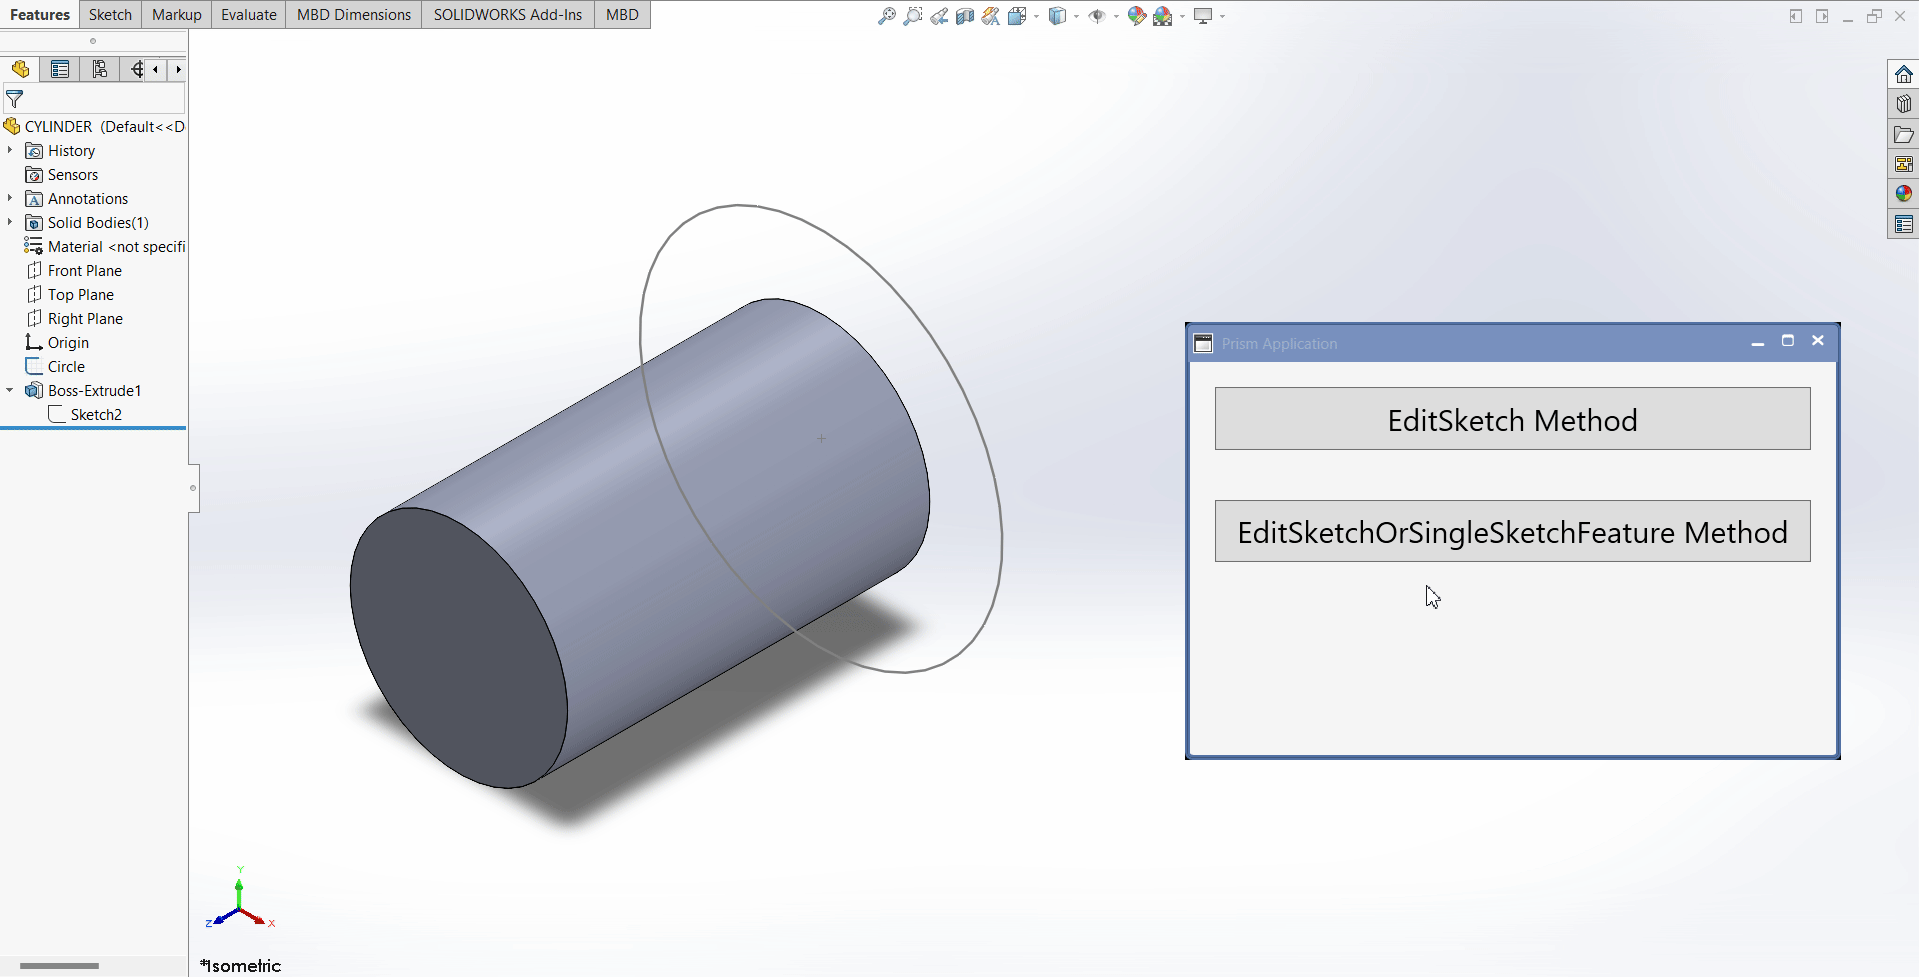 Features Sketch Markup Evaluate MBD Dimensions SOLIDWORKS Add-Ins MBD
CYLINDER (Default<<D
History
Sensors
A Annotations
Solid Bodies(1)
Material <not specifi
Front Plane
Top Plane
Right Plane
Origin
Circle
Boss-Extrude1
Sketch2
Prism Application
EditSketch Method
EditSketchOrSingleSketchFeature Method
Y
Z X
*Isometric